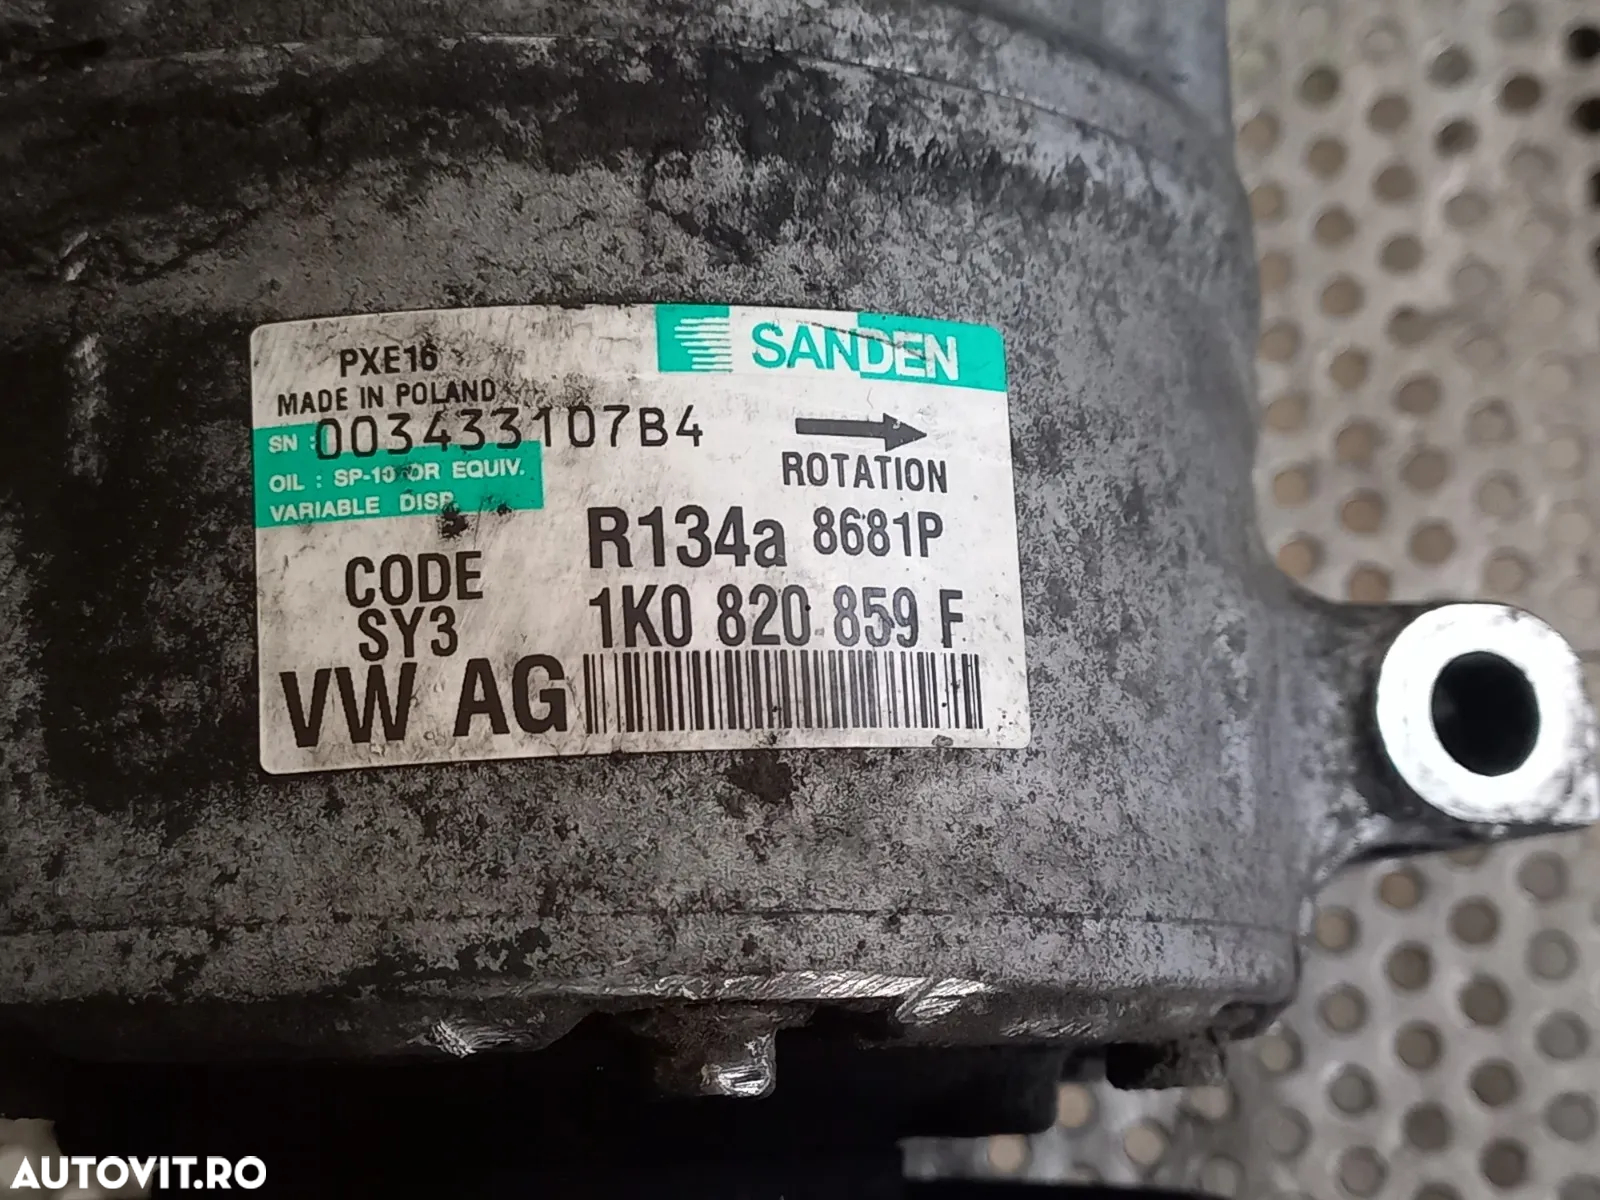 SANDEN
PXE16
MADE IN POLAND
SN : 003433107B4
ROTATION
OIL : SP-10 OR EQUIV.
VARIABLE DISP.
R134a 8681P
CODE
SY3
1K0 820 859 F
VW AG
AUTOVIT.RO